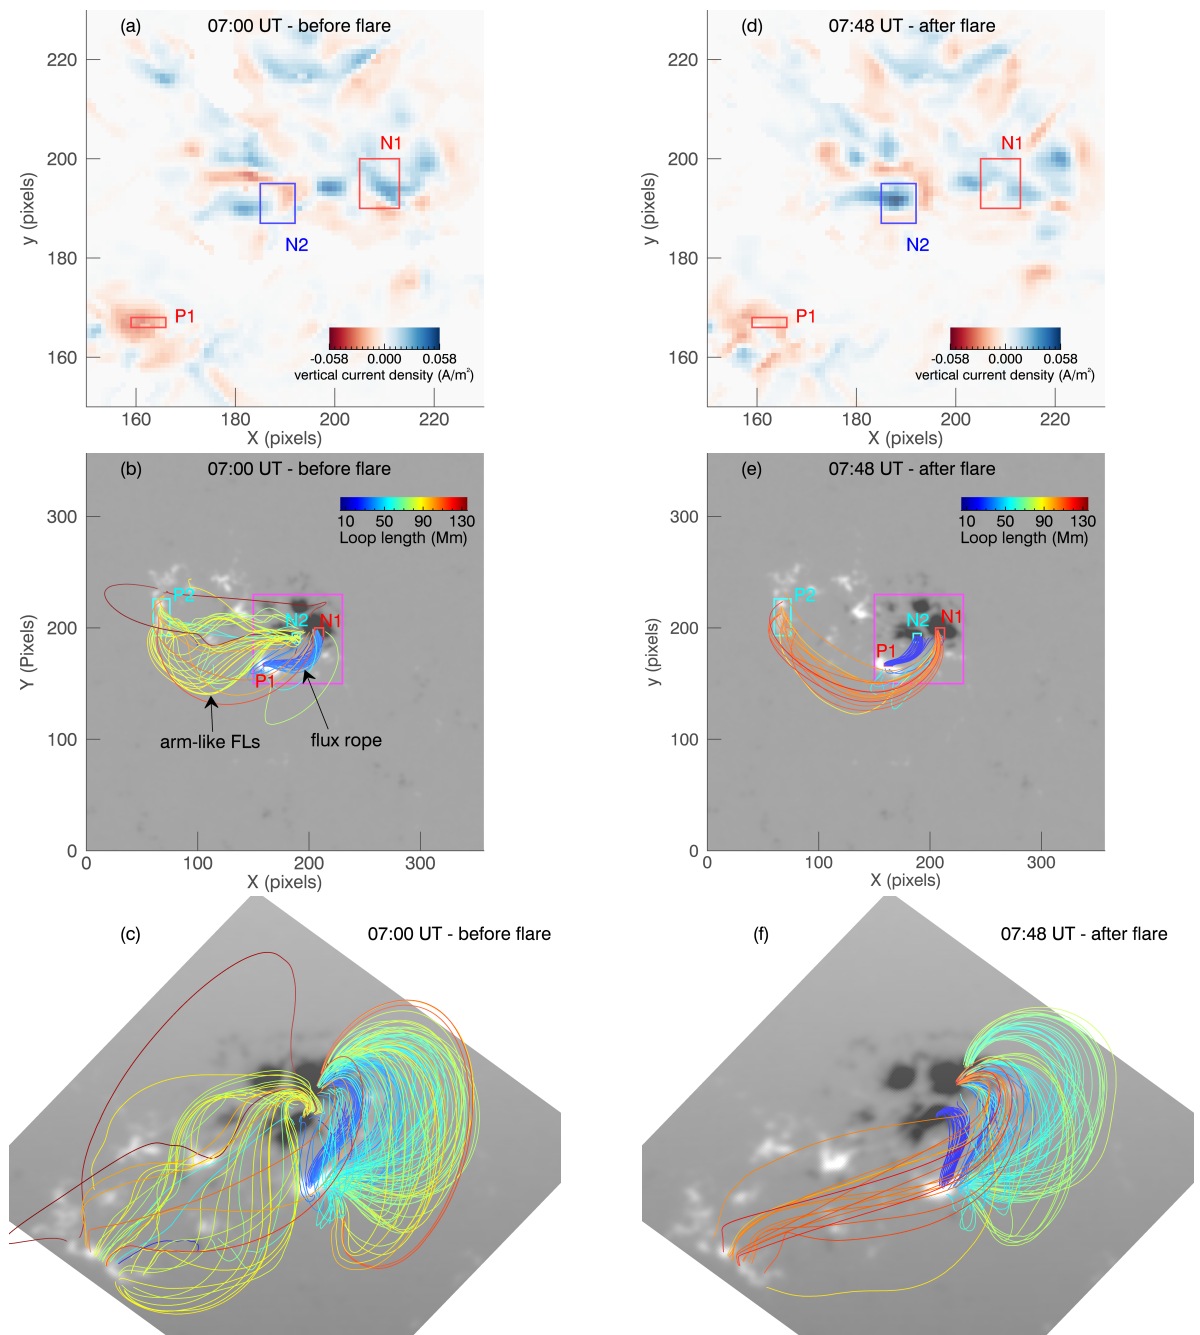 (a) 07:00 UT - before flare
220
200
180
160
y (pixels)
N1
N2
P1
-0.058 0.000 0.058
vertical current density (A/m²)
160 180 200 220
X (pixels)
(d) 07:48 UT - after flare
220
200
180
160
y (pixels)
N1
N2
P1
-0.058 0.000 0.058
vertical current density (A/m²)
160 180 200 220
X (pixels)
(b) 07:00 UT - before flare
10 50 90 130
Loop length (Mm)
300
200
100
0
Y (Pixels)
P2
N2 N1
P1
arm-like FLs
flux rope
0 100 200 300
X (pixels)
(e) 07:48 UT - after flare
10 50 90 130
Loop length (Mm)
300
200
100
0
y (pixels)
P2
N2 N1
P1
0 100 200 300
X (pixels)
(c) 07:00 UT - before flare
(f) 07:48 UT - after flare